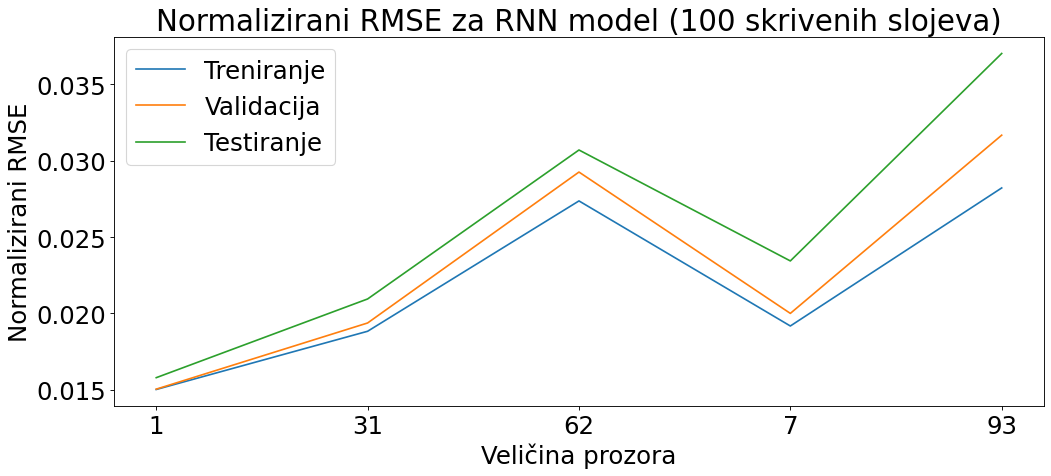 Normalizirani RMSE za RNN model (100 skrivenih slojeva)
Treniranje
Validacija
Testiranje
Normalizirani RMSE
0.035
0.030
0.025
0.020
0.015
1 31 62 7 93
Veličina prozora